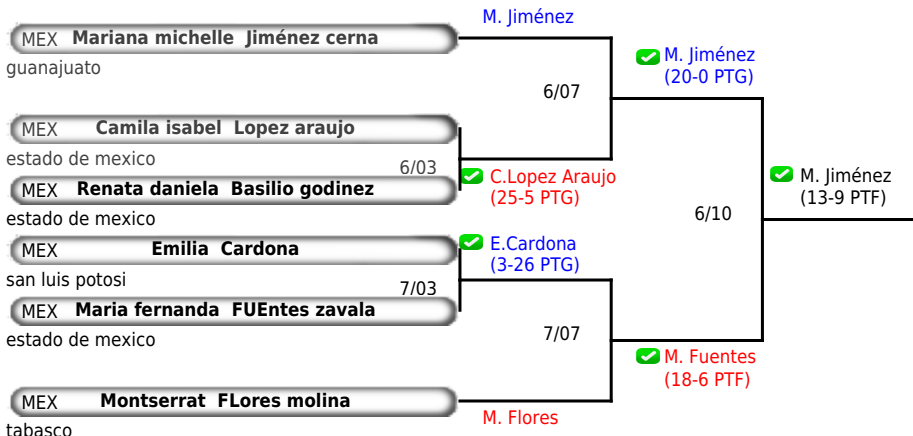 M. Jiménez
MEX Mariana michelle Jiménez cerna
guanajuato
M. Jiménez
(20-0 PTG)
6/07
MEX Camila isabel Lopez araujo
estado de mexico
6/03
MEX Renata daniela Basilio godinez
estado de mexico
C.Lopez Araujo
(25-5 PTG)
M. Jiménez
(13-9 PTF)
6/10
MEX Emilia Cardona
san luis potosi
E.Cardona
(3-26 PTG)
7/03
MEX Maria fernanda FUEntes zavala
estado de mexico
7/07
M. Fuentes
(18-6 PTF)
MEX Montserrat FLores molina
tabasco
M. Flores